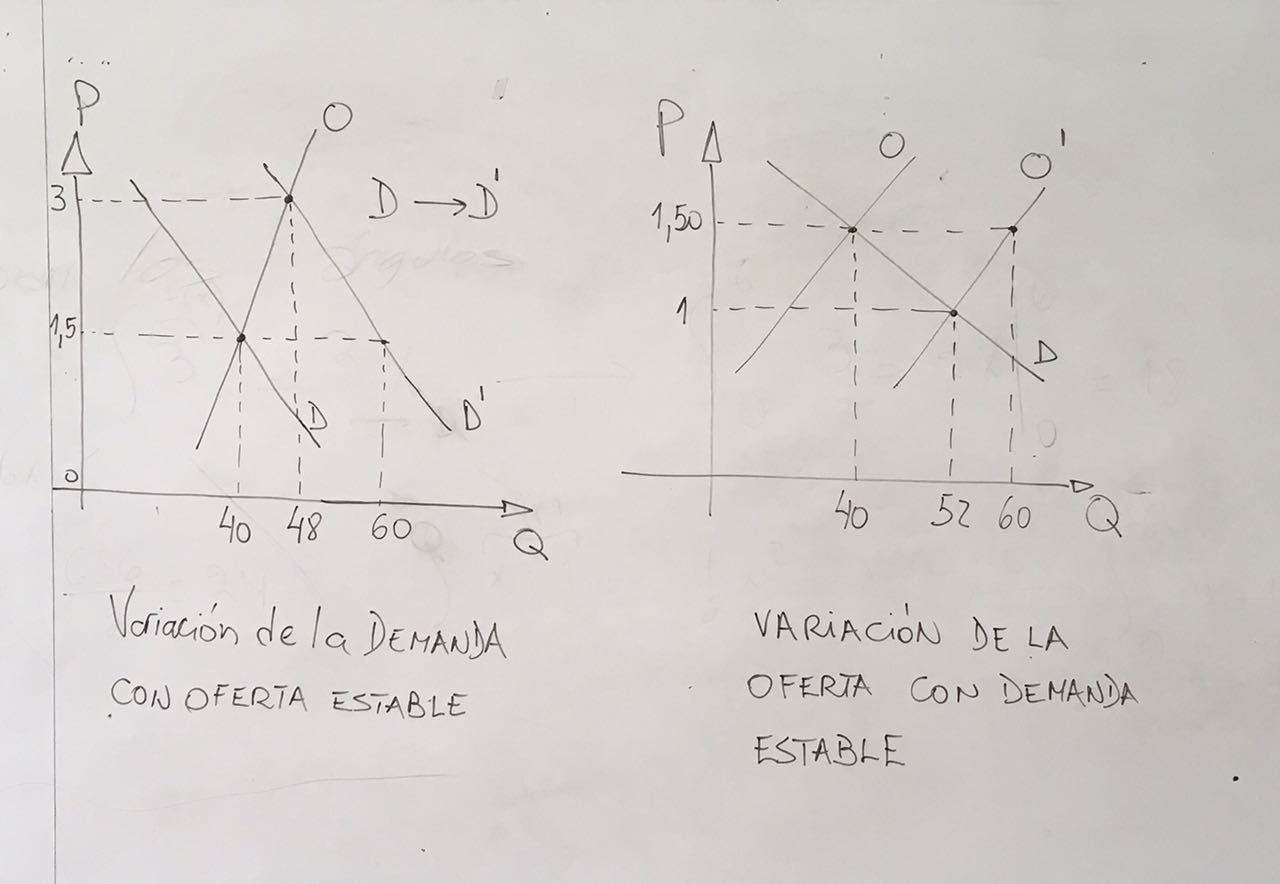 P
O
3
D → D'
1,5
D
D'
0
40 48 60
Q
Variación de la DEMANDA
CON OFERTA ESTABLE
P
O
O'
1,50
1
D
40 52 60
Q
VARIACIÓN DE LA
OFERTA CON DEMANDA
ESTABLE